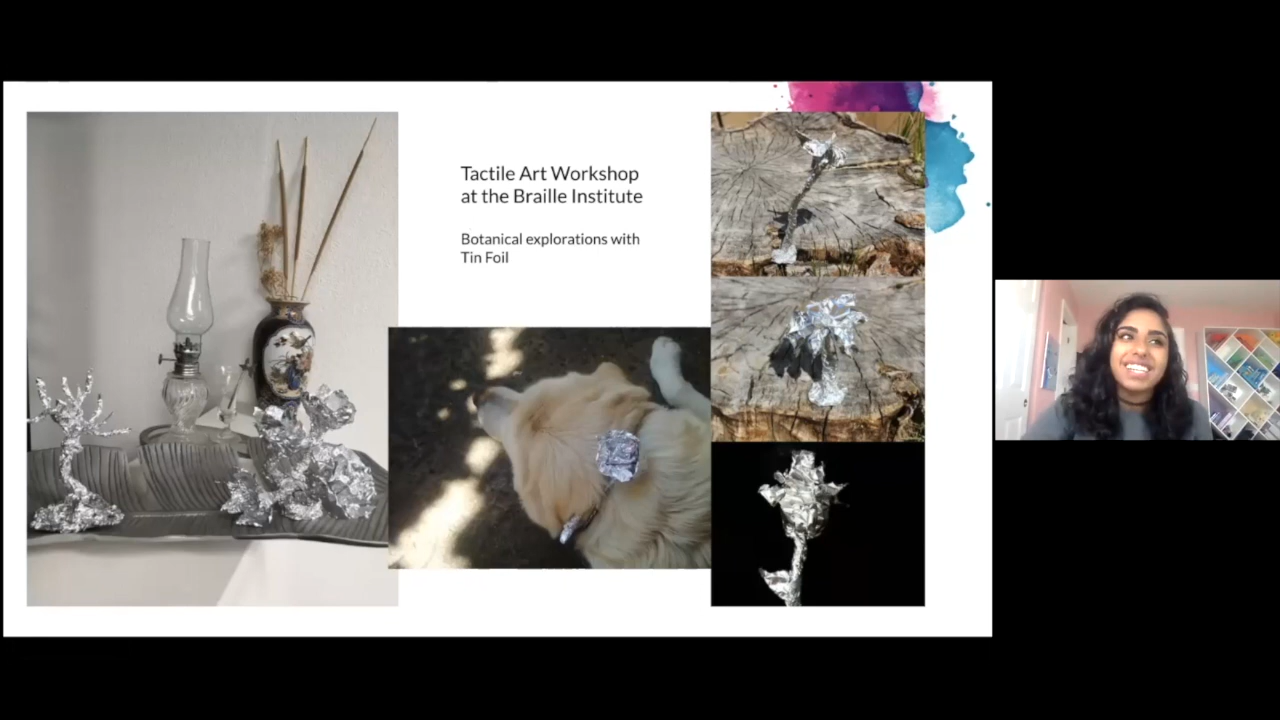 Tactile Art Workshop
at the Braille Institute
Botanical explorations with
Tin Foil